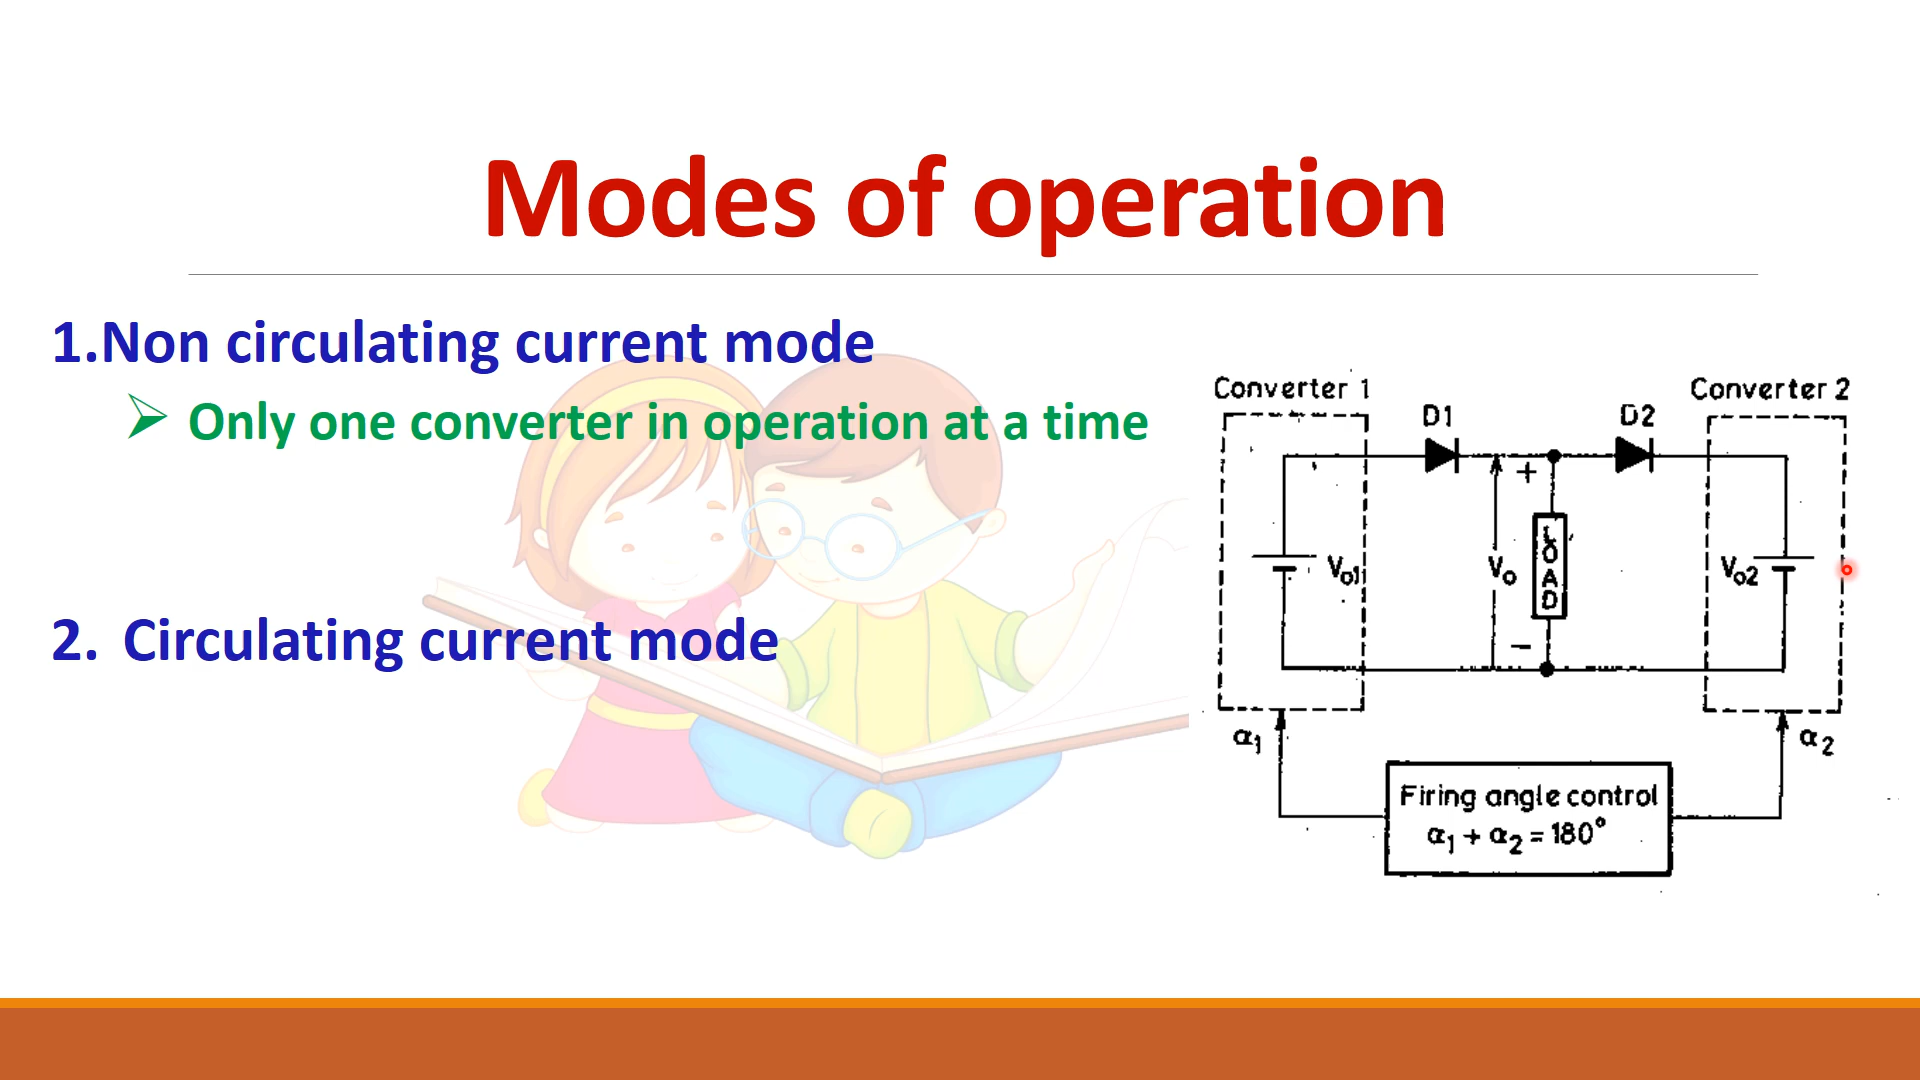 Modes of operation
1.Non circulating current mode
Only one converter in operation at a time
2. Circulating current mode
Converter 1
Converter 2
D1
D2
+
Vo1
Vo
LOAD
Vo2
−
α1
α2
Firing angle control
α1 + α2 = 180°